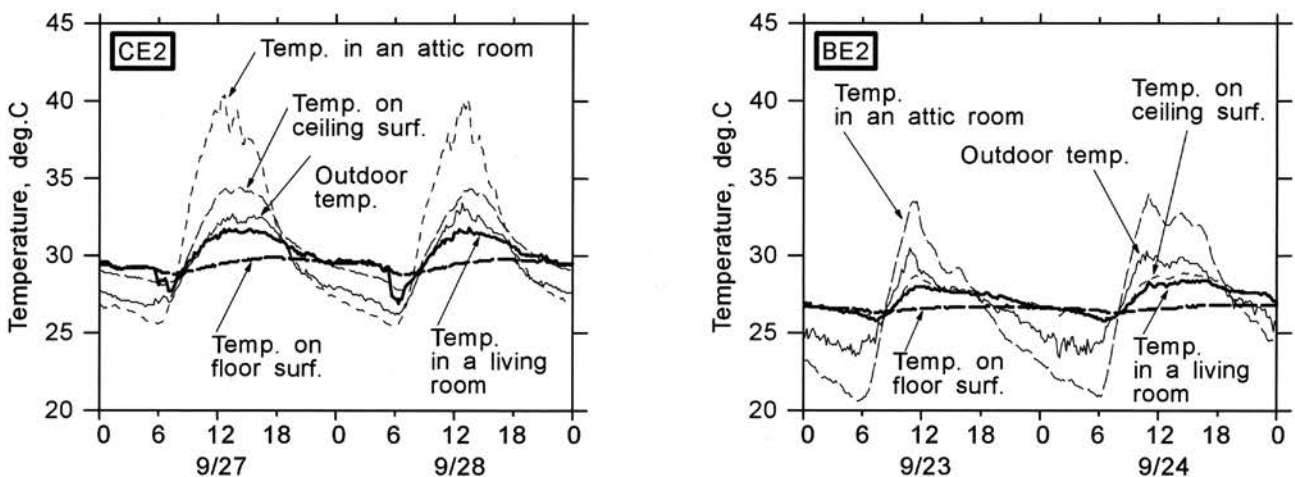 CE2
Temp. in an attic room
Temp. on
ceiling surf.
Outdoor
temp.
Temp. on
floor surf.
Temp.
in a living
room
Temperature, deg.C
45
40
35
30
25
20
0 6 12 18 0 6 12 18 0
9/27 9/28
BE2
Temp.
in an attic room
Temp. on
ceiling surf.
Outdoor temp.
Temp. on
floor surf.
Temp.
in a living
room
Temperature, deg.C
45
40
35
30
25
20
0 6 12 18 0 6 12 18 0
9/23 9/24